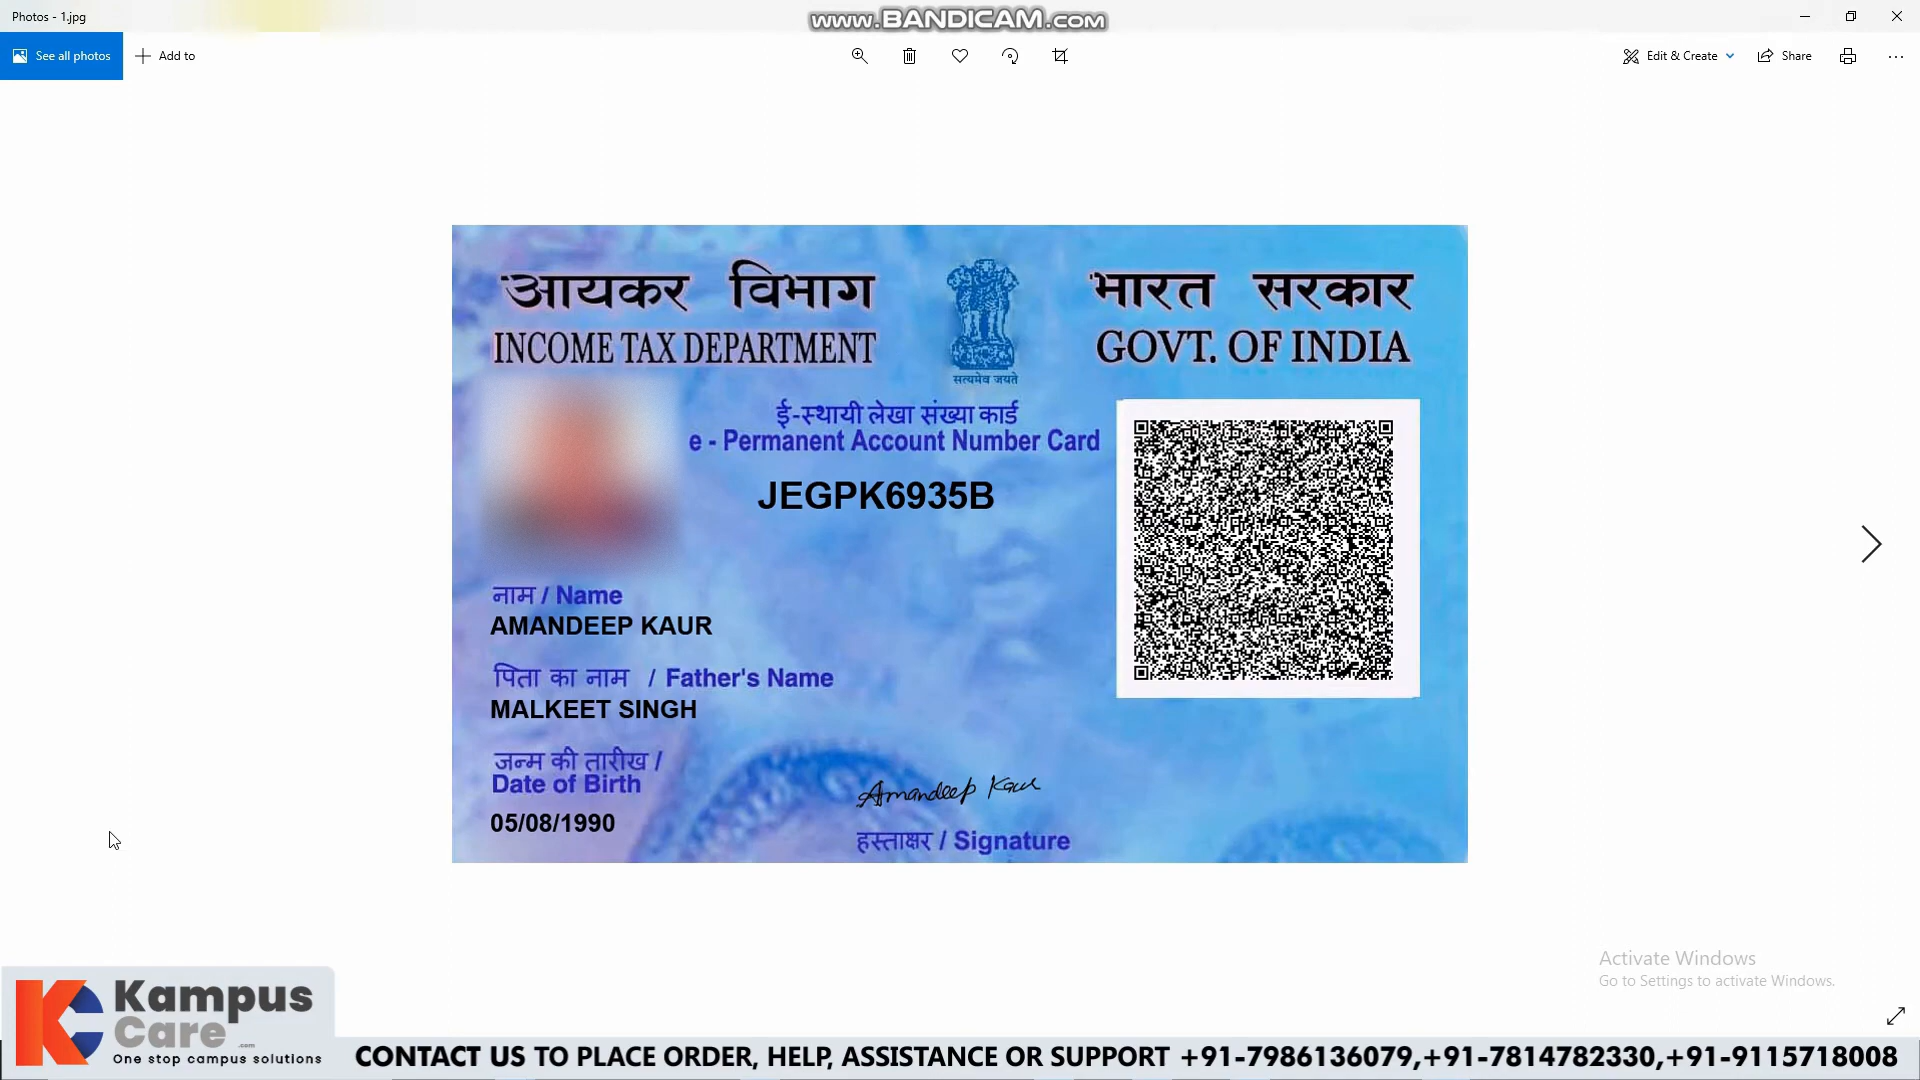 Photos - 1.jpg
www.BANDICAM.com
See all photos
Add to
Edit & Create
Share
आयकर विभाग
भारत सरकार
INCOME TAX DEPARTMENT
GOVT. OF INDIA
सत्यमेव जयते
ई-स्थायी लेखा संख्या कार्ड
e - Permanent Account Number Card
JEGPK6935B
नाम / Name
AMANDEEP KAUR
पिता का नाम / Father's Name
MALKEET SINGH
जन्म की तारीख /
Date of Birth
05/08/1990
Amandeep Kaur
हस्ताक्षर / Signature
Activate Windows
Go to Settings to activate Windows.
KC
Kampus
Care
.com
One stop campus solutions
CONTACT US TO PLACE ORDER, HELP, ASSISTANCE OR SUPPORT +91-7986136079,+91-7814782330,+91-9115718008